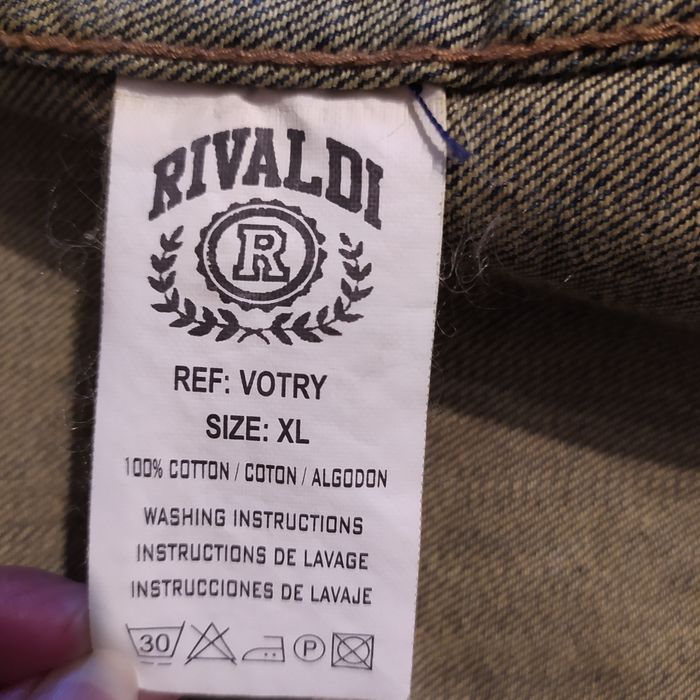 RIVALDI
R
REF: VOTRY
SIZE: XL
100% COTTON / COTON / ALGODON
WASHING INSTRUCTIONS
INSTRUCTIONS DE LAVAGE
INSTRUCCIONES DE LAVAJE
30 P